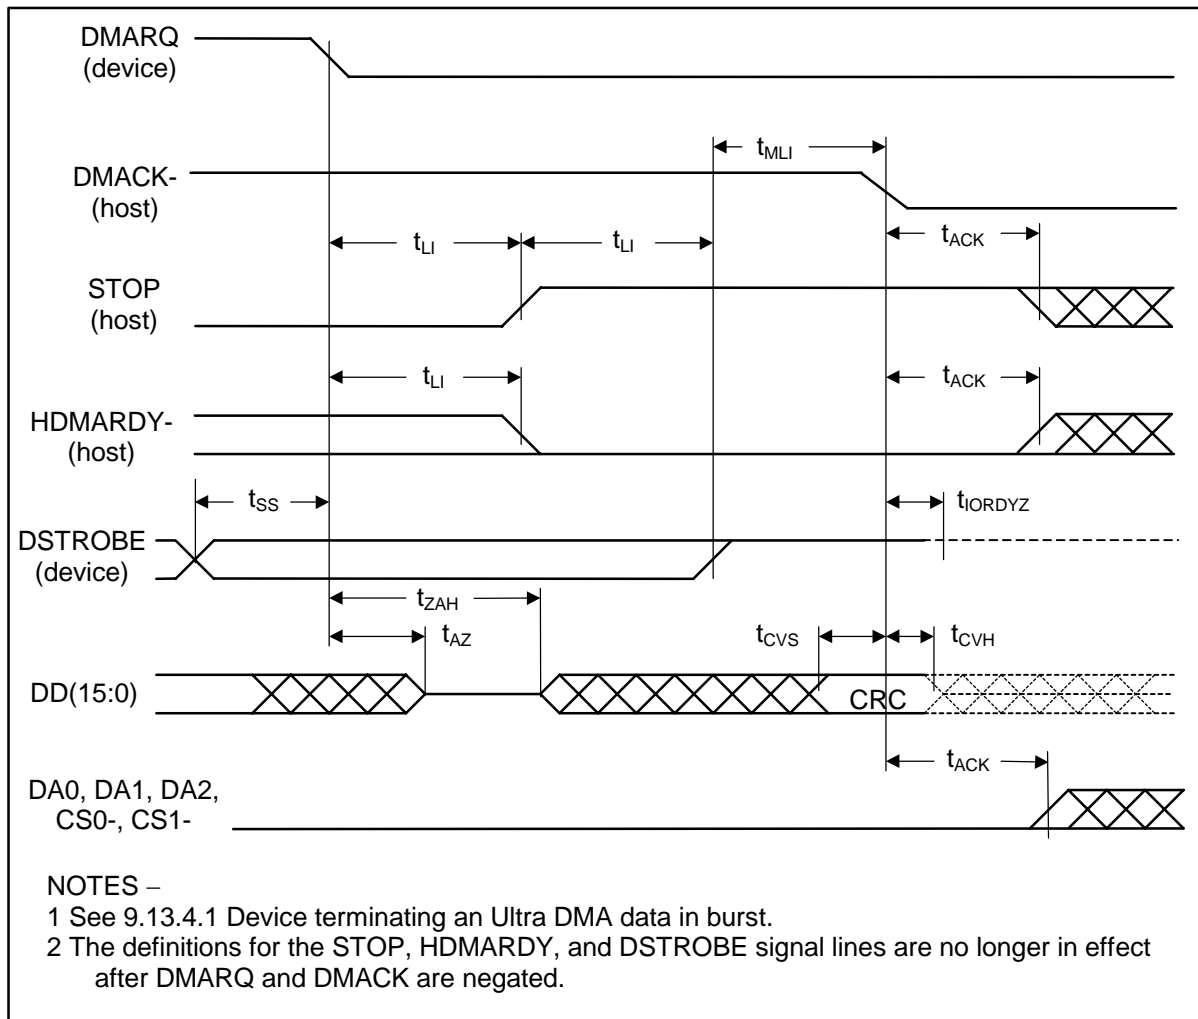 DMARQ
(device)
tMLI
DMACK-
(host)
tLI
tLI
tACK
STOP
(host)
tLI
tACK
HDMARDY-
(host)
tSS
tIORDYZ
DSTROBE
(device)
tZAH
tAZ
tCVS
tCVH
DD(15:0)
CRC
tACK
DA0, DA1, DA2,
CS0-, CS1-
NOTES –
1 See 9.13.4.1 Device terminating an Ultra DMA data in burst.
2 The definitions for the STOP, HDMARDY, and DSTROBE signal lines are no longer in effect
after DMARQ and DMACK are negated.